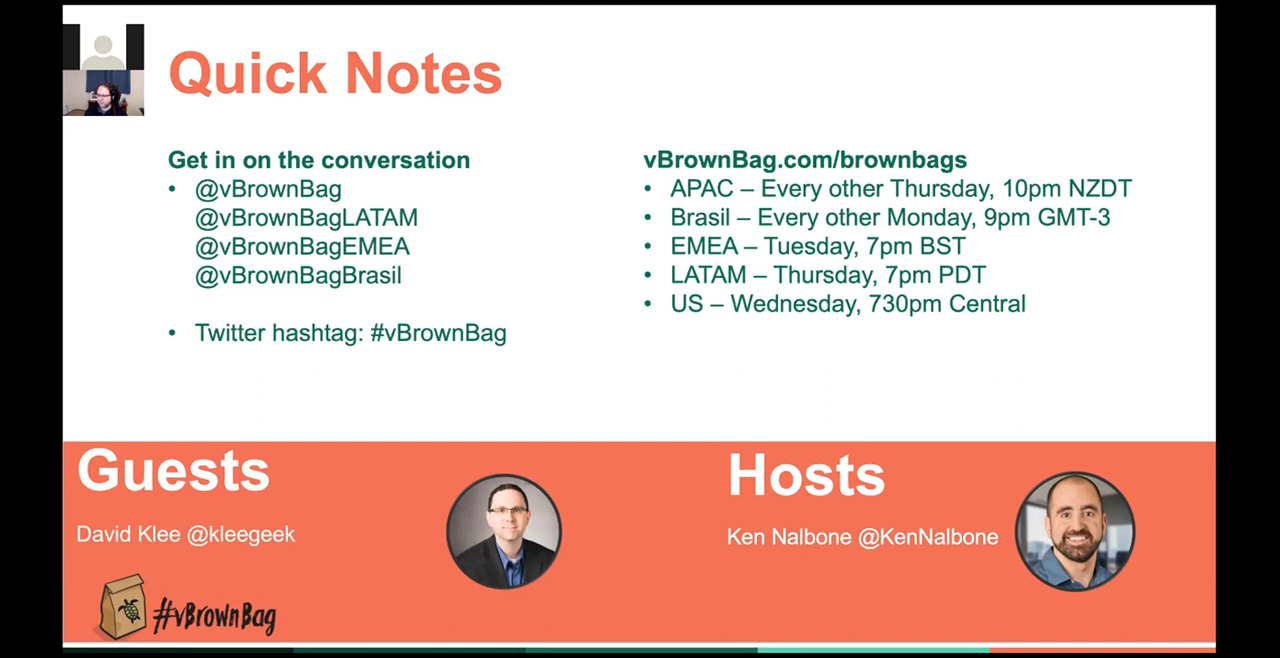 Quick Notes
Get in on the conversation
• @vBrownBag
@vBrownBagLATAM
@vBrownBagEMEA
@vBrownBagBrasil
• Twitter hashtag: #vBrownBag
vBrownBag.com/brownbags
• APAC – Every other Thursday, 10pm NZDT
• Brasil – Every other Monday, 9pm GMT-3
• EMEA – Tuesday, 7pm BST
• LATAM – Thursday, 7pm PDT
• US – Wednesday, 730pm Central
Guests
David Klee @kleegeek
Hosts
Ken Nalbone @KenNalbone
#vBrownBag